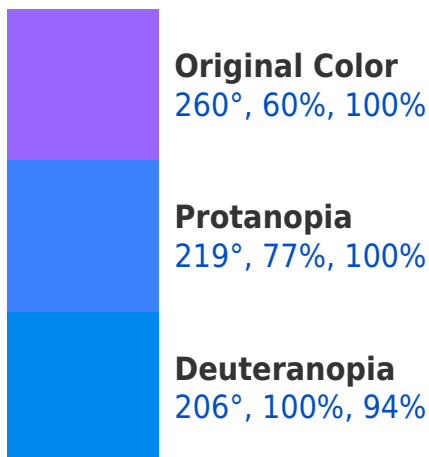 Original Color
260°, 60%, 100%
Protanopia
219°, 77%, 100%
Deuteranopia
206°, 100%, 94%